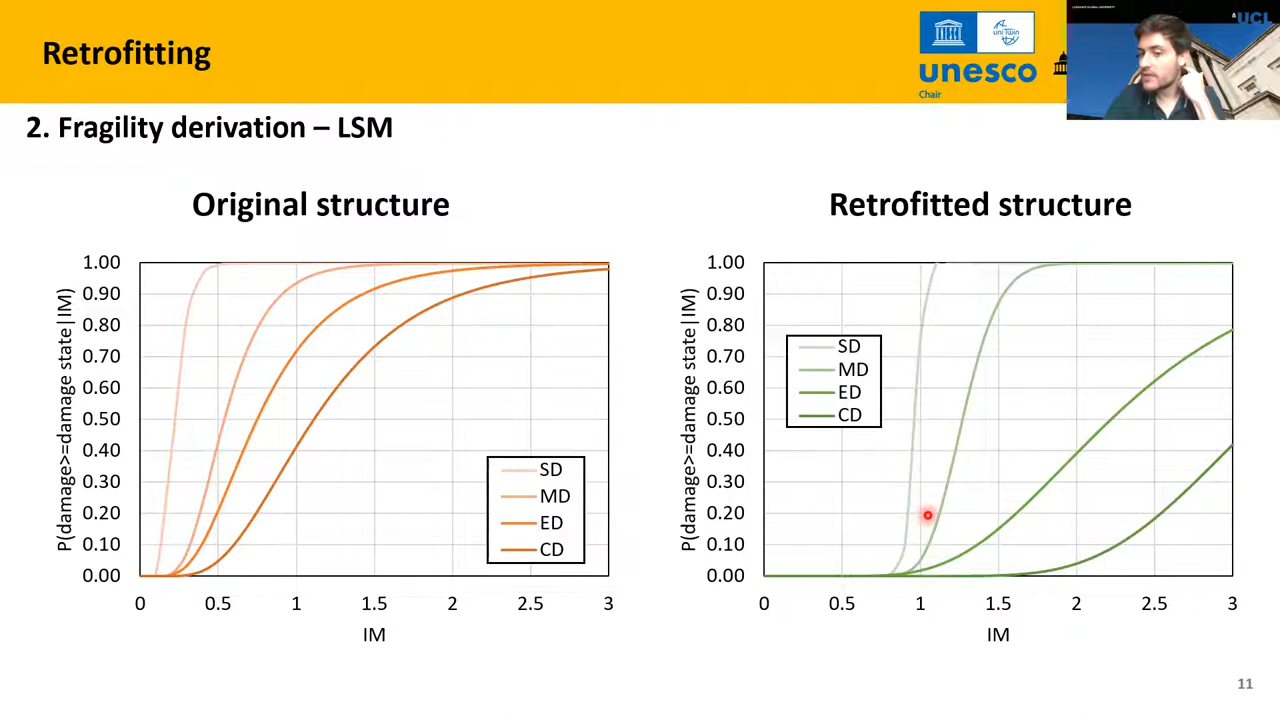 Retrofitting
UNI TWIN
unesco
Chair
UCL
2. Fragility derivation – LSM
Original structure
Retrofitted structure
P(damage>=damage state|IM)
1.00
0.90
0.80
0.70
0.60
0.50
0.40
0.30
0.20
0.10
0.00
0 0.5 1 1.5 2 2.5 3
IM
SD
MD
ED
CD
P(damage>=damage state|IM)
1.00
0.90
0.80
0.70
0.60
0.50
0.40
0.30
0.20
0.10
0.00
0 0.5 1 1.5 2 2.5 3
IM
SD
MD
ED
CD
11